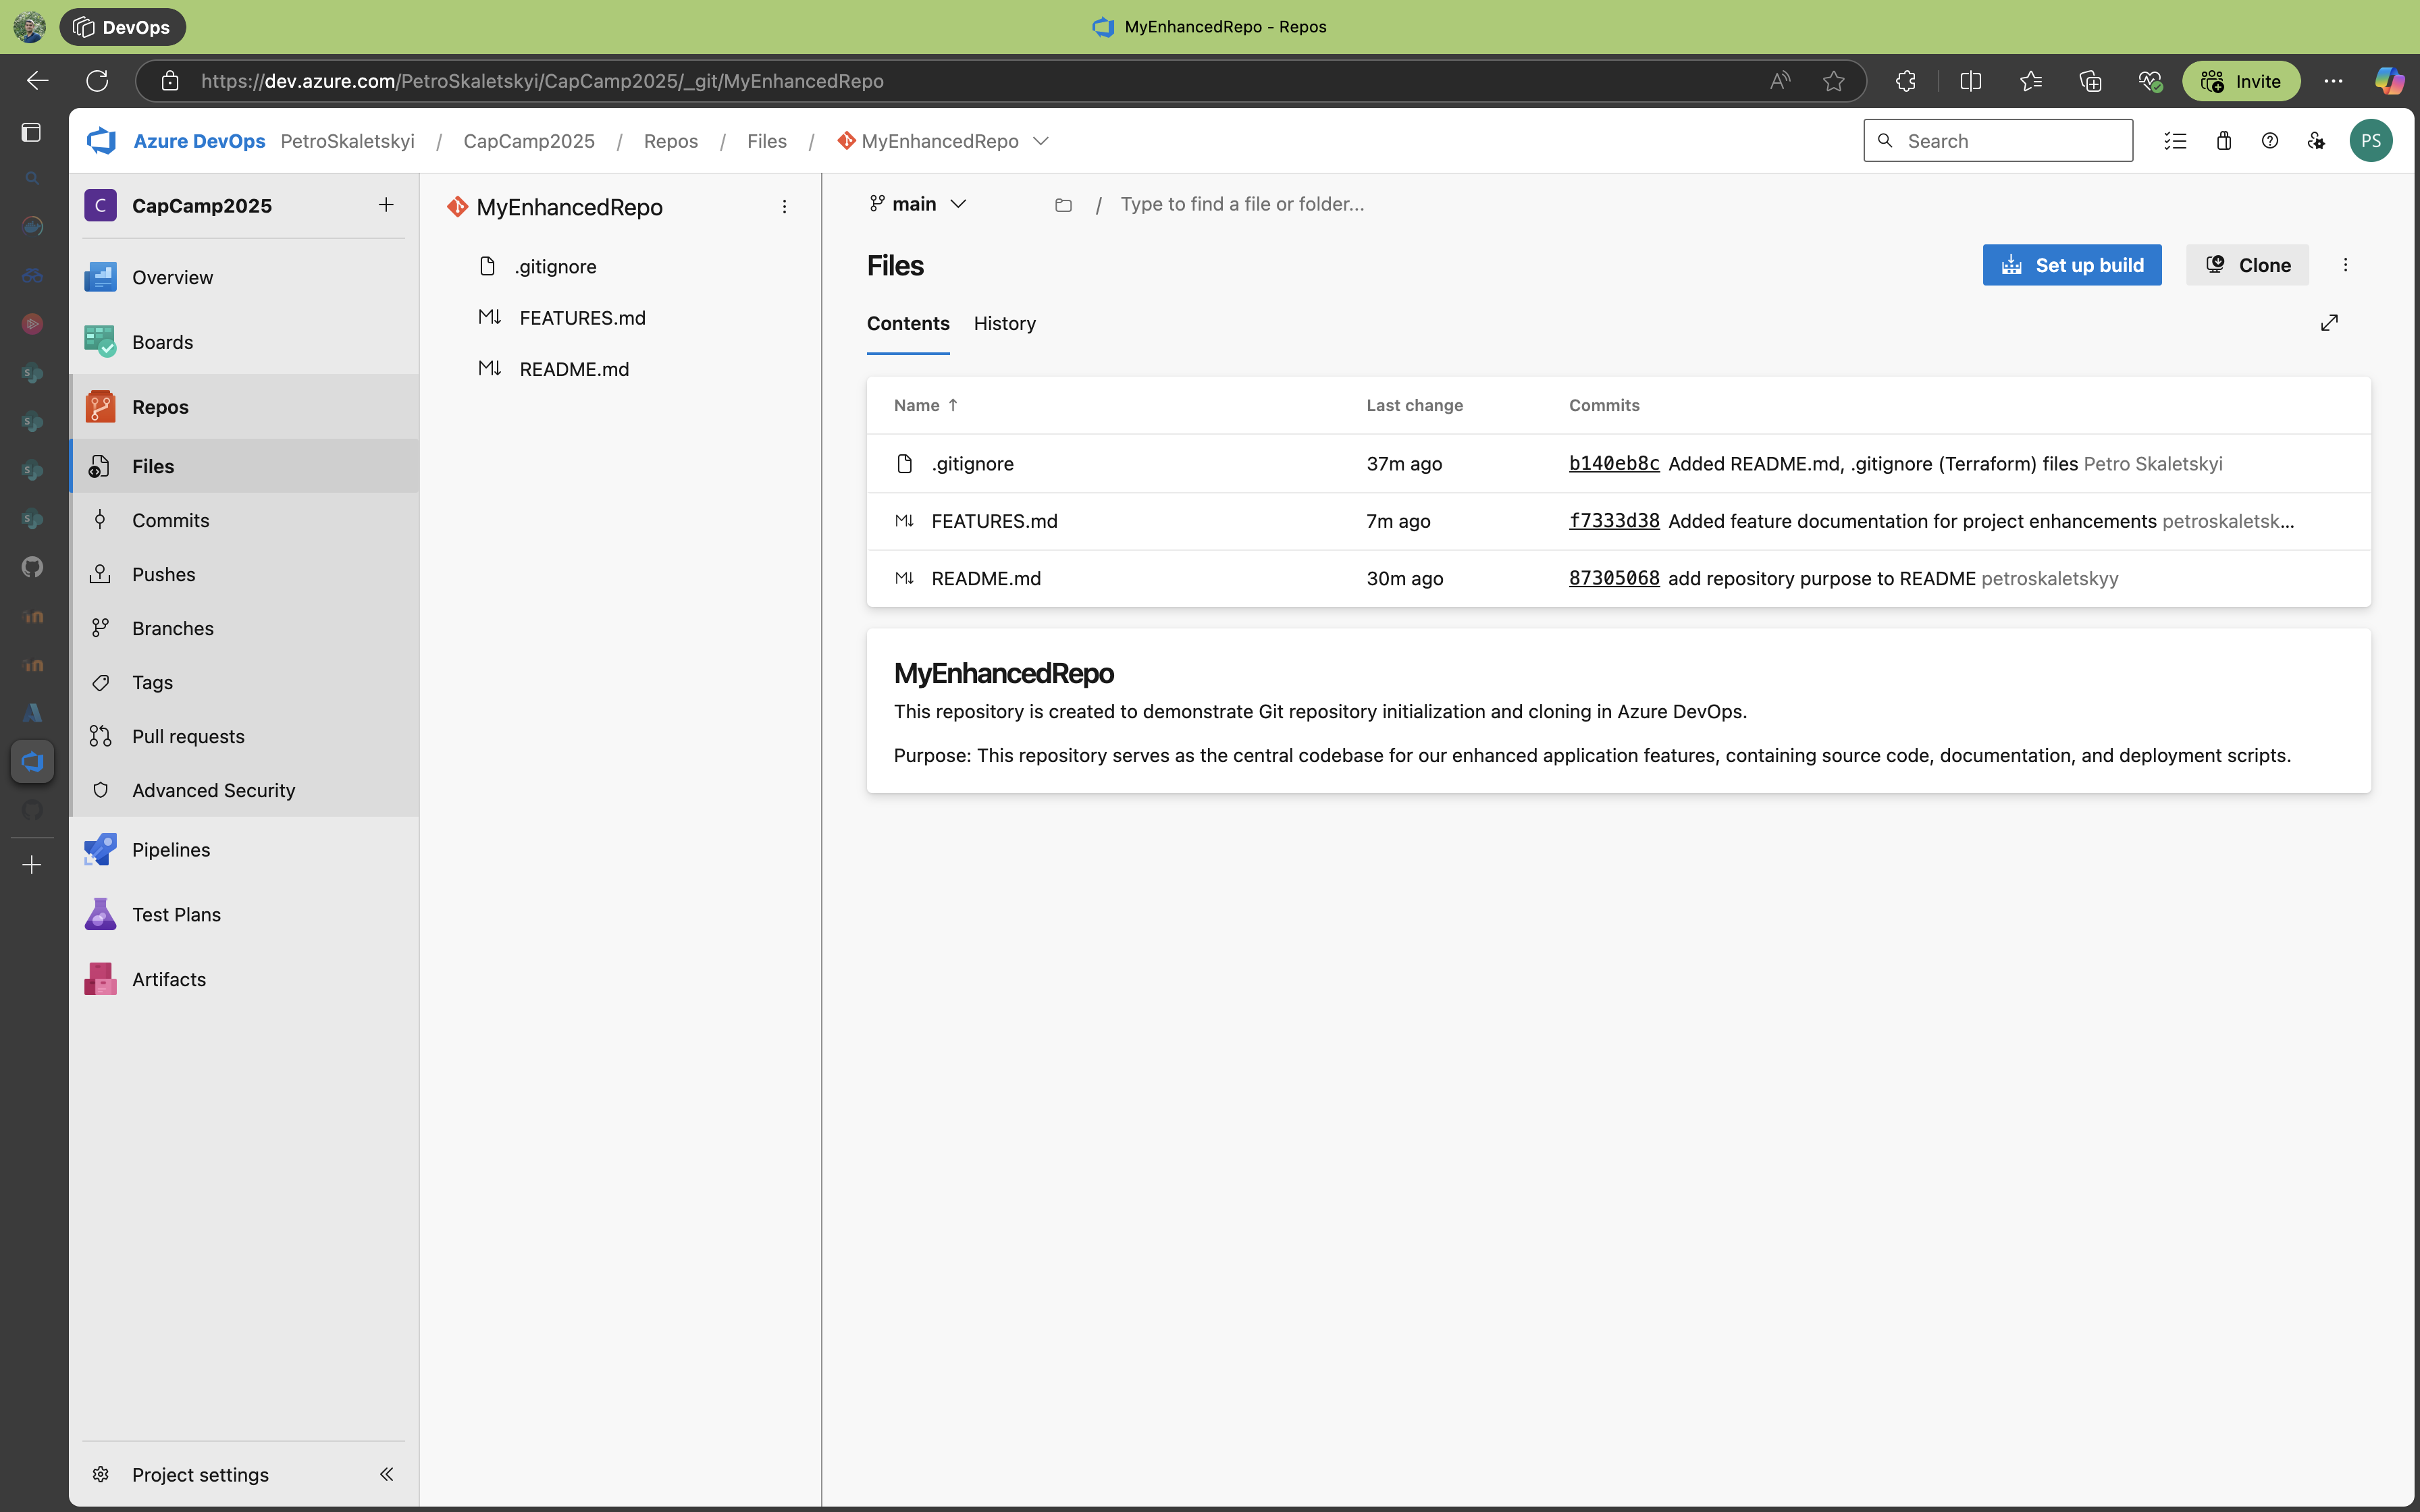 DevOps
MyEnhancedRepo - Repos
https://dev.azure.com/PetroSkaletskyi/CapCamp2025/_git/MyEnhancedRepo
Invite
Azure DevOps PetroSkaletskyi / CapCamp2025 / Repos / Files / MyEnhancedRepo
Search
PS
C CapCamp2025
Overview
Boards
Repos
Files
Commits
Pushes
Branches
Tags
Pull requests
Advanced Security
Pipelines
Test Plans
Artifacts
Project settings
MyEnhancedRepo
.gitignore
FEATURES.md
README.md
main
/ Type to find a file or folder...
Files
Set up build
Clone
Contents History
Name Last change Commits
.gitignore 37m ago b140eb8c Added README.md, .gitignore (Terraform) files Petro Skaletskyi
FEATURES.md 7m ago f7333d38 Added feature documentation for project enhancements petroskaletsk...
README.md 30m ago 87305068 add repository purpose to README petroskaletskyy
MyEnhancedRepo
This repository is created to demonstrate Git repository initialization and cloning in Azure DevOps.
Purpose: This repository serves as the central codebase for our enhanced application features, containing source code, documentation, and deployment scripts.